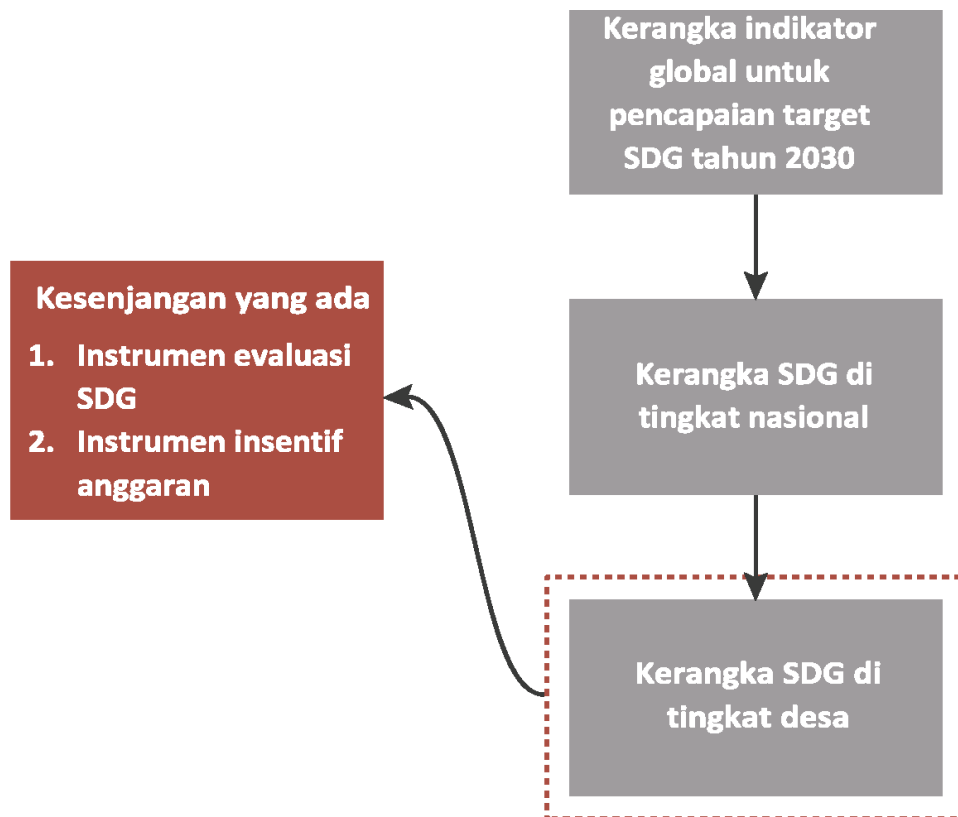 Kerangka indikator
global untuk
pencapaian target
SDG tahun 2030
Kesenjangan yang ada
1. Instrumen evaluasi
SDG
2. Instrumen insentif
anggaran
Kerangka SDG di
tingkat nasional
Kerangka SDG di
tingkat desa